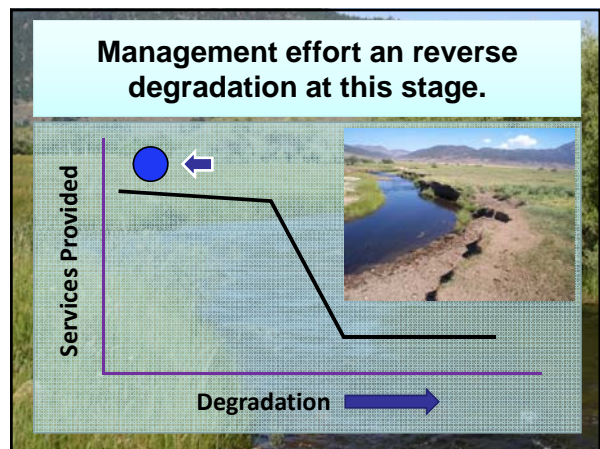 Management effort an reverse
degradation at this stage.
Services Provided
Degradation